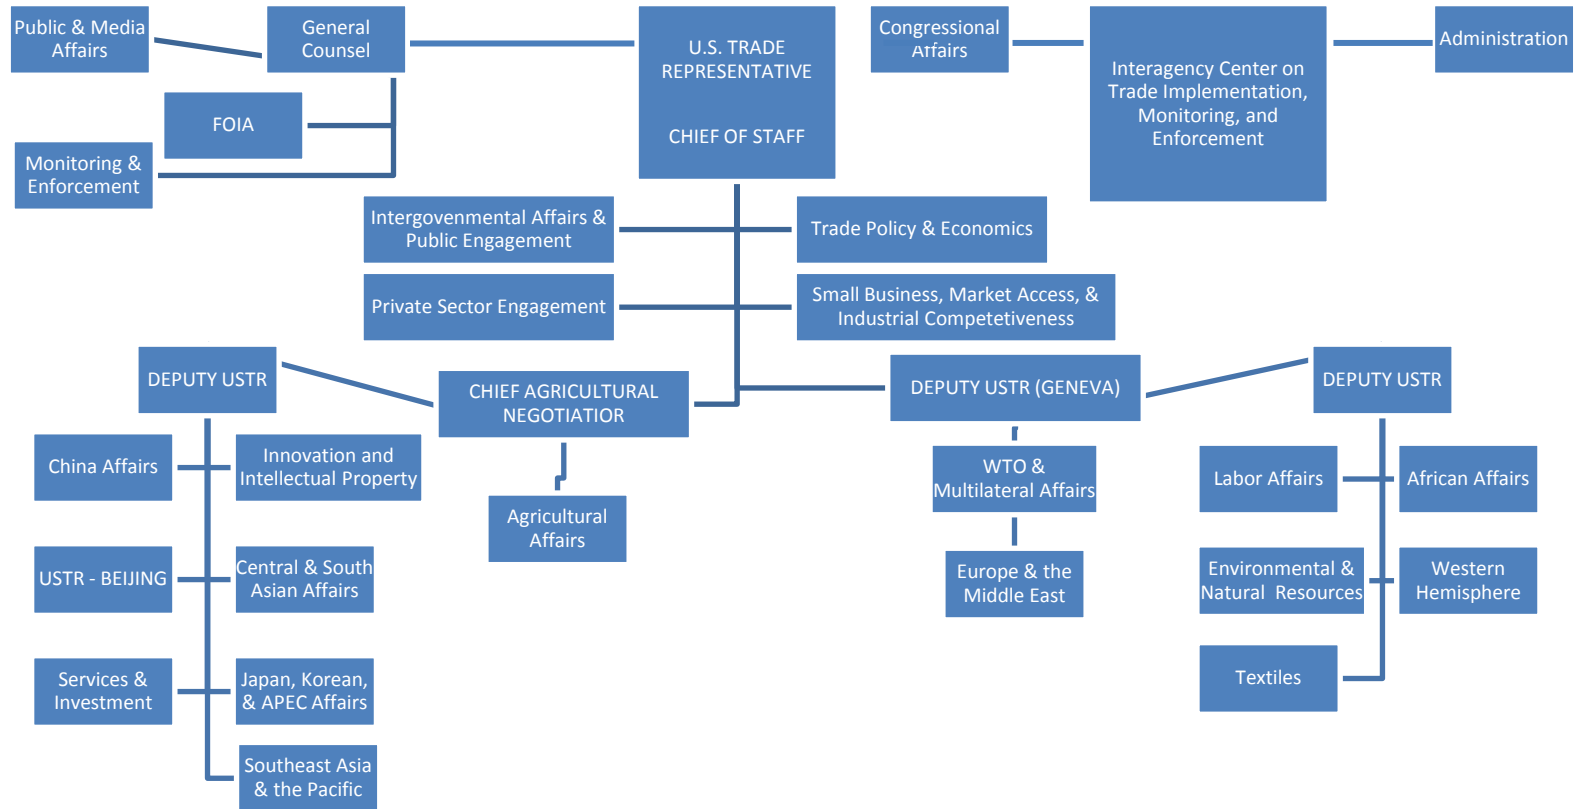 Public & Media
Affairs
General
Counsel
U.S. TRADE
REPRESENTATIVE
CHIEF OF STAFF
Congressional
Affairs
Interagency Center on
Trade Implementation,
Monitoring, and
Enforcement
Administration
FOIA
Monitoring &
Enforcement
Intergovenmental Affairs &
Public Engagement
Trade Policy & Economics
Private Sector Engagement
Small Business, Market Access, &
Industrial Competetiveness
DEPUTY USTR
CHIEF AGRICULTURAL
NEGOTIATIOR
DEPUTY USTR (GENEVA)
DEPUTY USTR
China Affairs
Innovation and
Intellectual Property
Agricultural
Affairs
WTO &
Multilateral Affairs
Labor Affairs
African Affairs
USTR - BEIJING
Central & South
Asian Affairs
Europe & the
Middle East
Environmental &
Natural  Resources
Western
Hemisphere
Services &
Investment
Japan, Korean,
& APEC Affairs
Textiles
Southeast Asia
& the Pacific